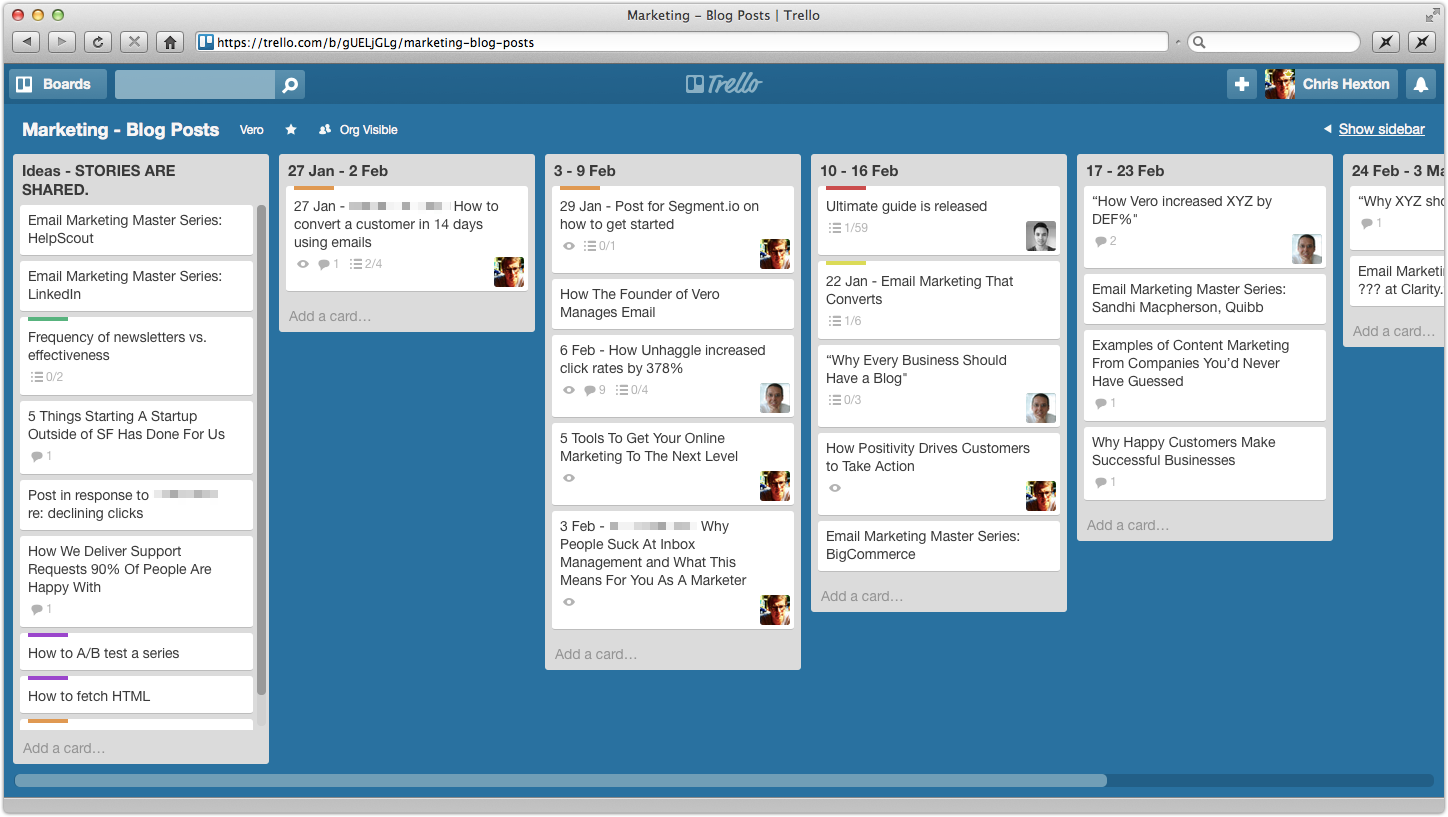 Marketing – Blog Posts | Trello
https://trello.com/b/gUELjGLg/marketing-blog-posts
Boards
Trello
Chris Hexton
Marketing - Blog Posts
Vero
Org Visible
Show sidebar
Ideas - STORIES ARE
SHARED.
Email Marketing Master Series:
HelpScout
Email Marketing Master Series:
LinkedIn
Frequency of newsletters vs.
effectiveness
0/2
5 Things Starting A Startup
Outside of SF Has Done For Us
1
Post in response to
re: declining clicks
How We Deliver Support
Requests 90% Of People Are
Happy With
1
How to A/B test a series
How to fetch HTML
Add a card…
27 Jan - 2 Feb
27 Jan - How to
convert a customer in 14 days
using emails
1 2/4
Add a card…
3 - 9 Feb
29 Jan - Post for Segment.io on
how to get started
0/1
How The Founder of Vero
Manages Email
6 Feb - How Unhaggle increased
click rates by 378%
9 0/4
5 Tools To Get Your Online
Marketing To The Next Level
3 Feb - Why
People Suck At Inbox
Management and What This
Means For You As A Marketer
Add a card…
10 - 16 Feb
Ultimate guide is released
1/59
22 Jan - Email Marketing That
Converts
1/6
“Why Every Business Should
Have a Blog"
0/3
How Positivity Drives Customers
to Take Action
Email Marketing Master Series:
BigCommerce
Add a card…
17 - 23 Feb
“How Vero increased XYZ by
DEF%"
2
Email Marketing Master Series:
Sandhi Macpherson, Quibb
Examples of Content Marketing
From Companies You’d Never
Have Guessed
1
Why Happy Customers Make
Successful Businesses
1
Add a card…
24 Feb - 3 Ma
“Why XYZ sho
1
Email Marketin
??? at Clarity.
Add a card…